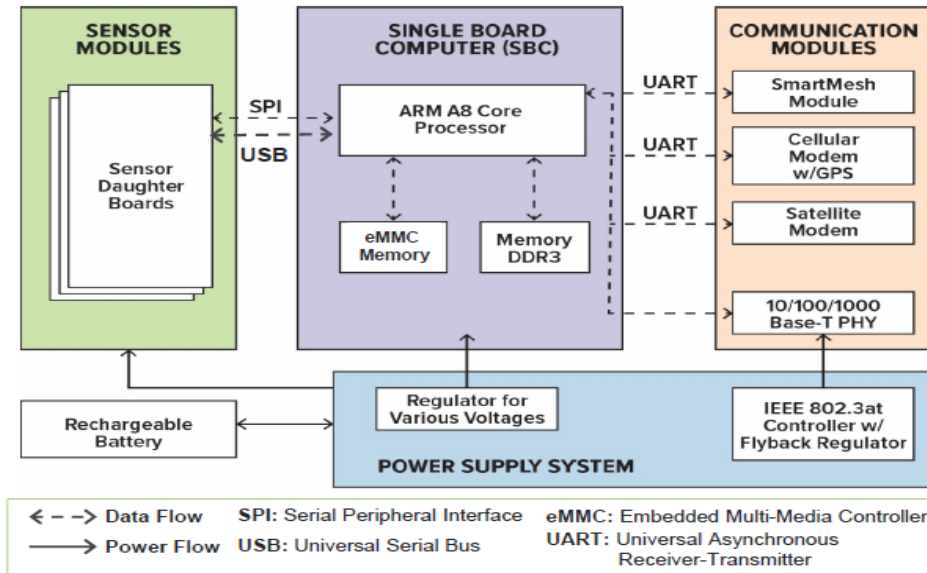 SENSOR
MODULES
SINGLE BOARD
COMPUTER (SBC)
COMMUNICATION
MODULES
SPI
USB
Sensor
Daughter
Boards
ARM A8 Core
Processor
eMMC
Memory
Memory
DDR3
UART
SmartMesh
Module
UART
Cellular
Modem
w/GPS
UART
Satellite
Modem
10/100/1000
Base-T PHY
Rechargeable
Battery
Regulator for
Various Voltages
IEEE 802.3at
Controller w/
Flyback Regulator
POWER SUPPLY SYSTEM
Data Flow
SPI: Serial Peripheral Interface
eMMC: Embedded Multi-Media Controller
Power Flow
USB: Universal Serial Bus
UART: Universal Asynchronous
Receiver-Transmitter